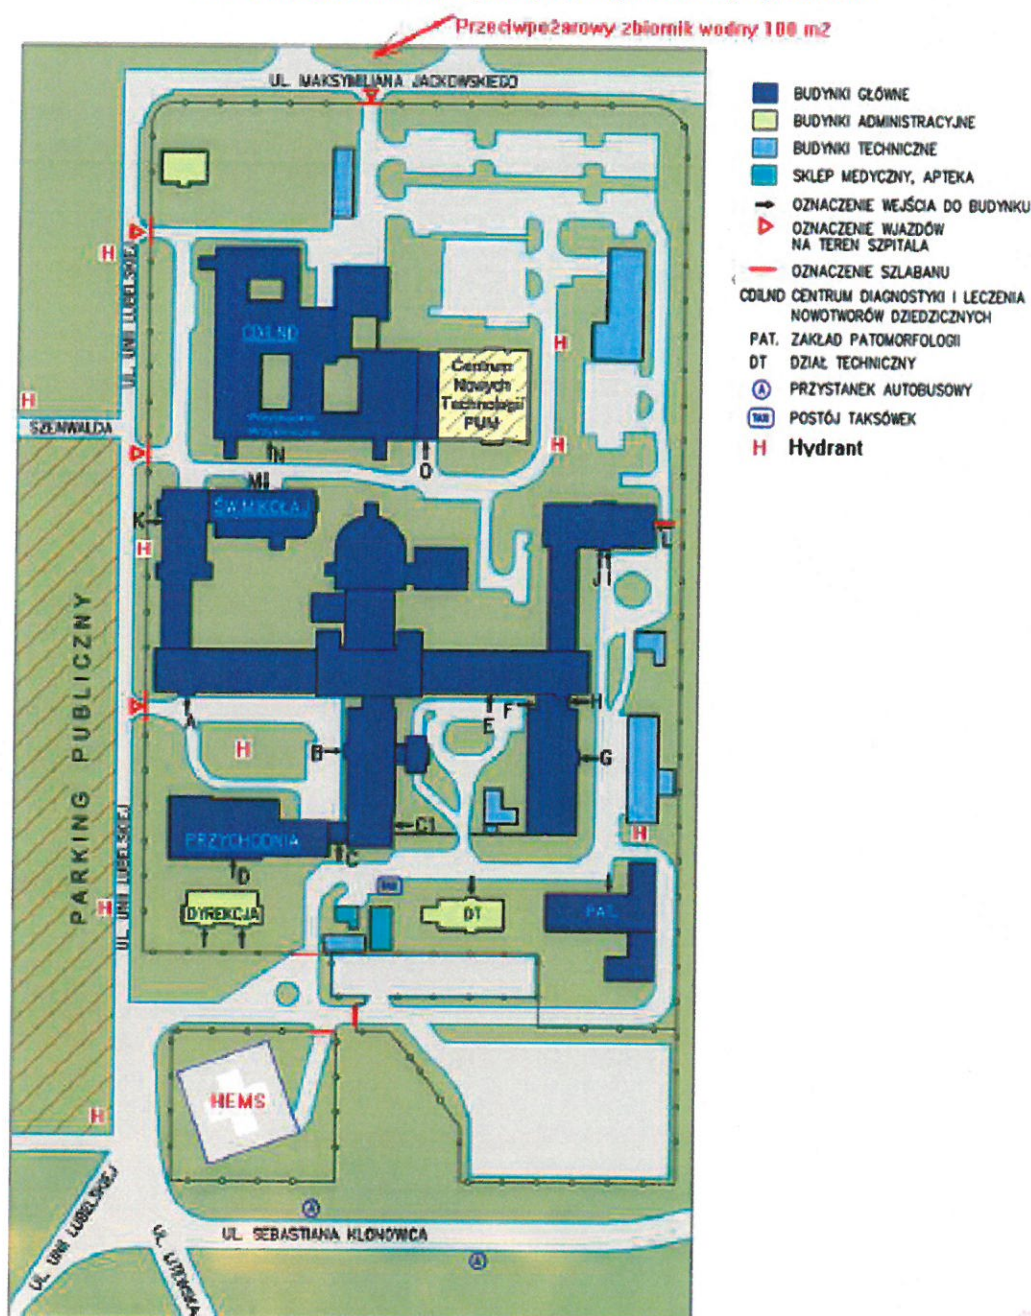 Przeciwpożarowy zbiornik wodny 100 m2
UL. MAKSYMILIANA JACKOWSKIEGO
BUDYNKI GŁÓWNE
BUDYNKI ADMINISTRACYJNE
BUDYNKI TECHNICZNE
SKLEP MEDYCZNY, APTEKA
OZNACZENIE WEJŚCIA DO BUDYNKU
OZNACZENIE WJAZDÓW
NA TEREN SZPITALA
OZNACZENIE SZLABANU
CDILND CENTRUM DIAGNOSTYKI I LECZENIA
NOWOTWORÓW DZIEDZICZNYCH
PAT. ZAKŁAD PATOMORFOLOGII
DT DZIAŁ TECHNICZNY
A PRZYSTANEK AUTOBUSOWY
TAXI POSTÓJ TAKSÓWEK
H Hydrant
H
UL. UNII LUBELSKIEJ
CDILND
H
Centrum
Nowych
Technologii
PUM
H
SZENWALDA
H
N
O
M
ŚW.MIKOŁAJ
K
L
H
J I
PARKING PUBLICZNY
A
E
F
H
H
B
G
UL. UNII LUBELSKIEJ
PRZYCHODNIA
C1
H
C
D
TAXI
H
DYREKCJA
DT
PAT.
HEMS
H
UL. UNII LUBELSKIEJ
UL. LITEWSKA
A
UL. SEBASTIANA KLONOWICA
A